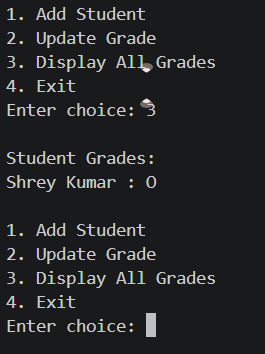 1. Add Student
2. Update Grade
3. Display All Grades
4. Exit
Enter choice: 3
Student Grades:
Shrey Kumar : O
1. Add Student
2. Update Grade
3. Display All Grades
4. Exit
Enter choice: